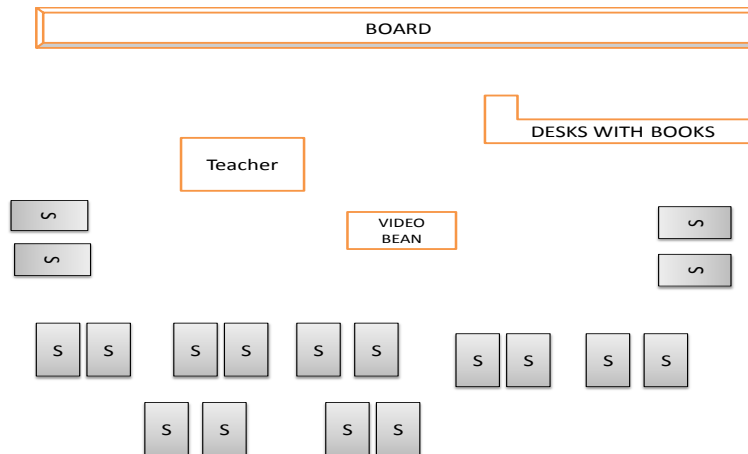 BOARD
DESKS WITH BOOKS
Teacher
VIDEO
BEAN
S
S
S
S
S S S S S S S S S S
S S S S